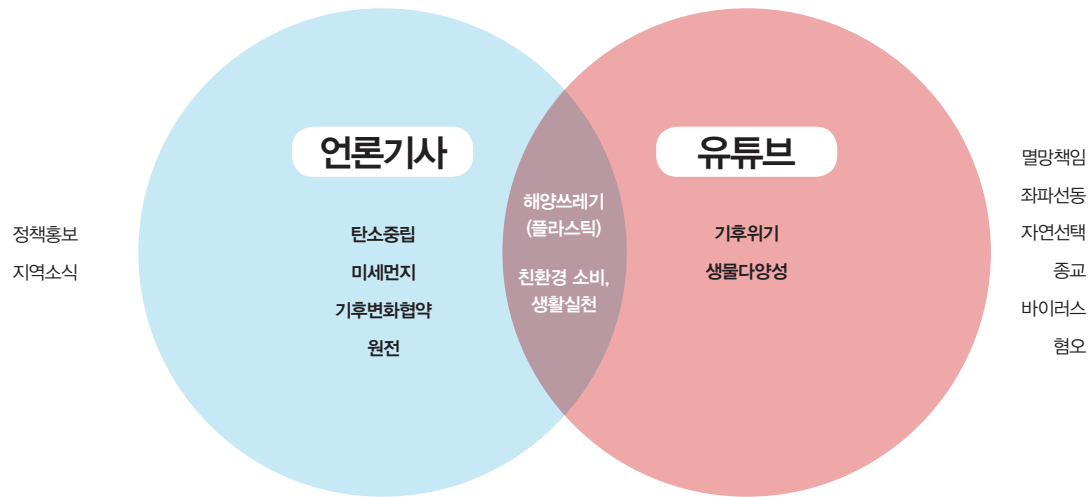 언론기사
유튜브
정책홍보
지역소식
탄소중립
미세먼지
기후변화협약
원전
해양쓰레기
(플라스틱)
친환경 소비,
생활실천
기후위기
생물다양성
멸망책임
좌파선동
자연선택
종교
바이러스
혐오